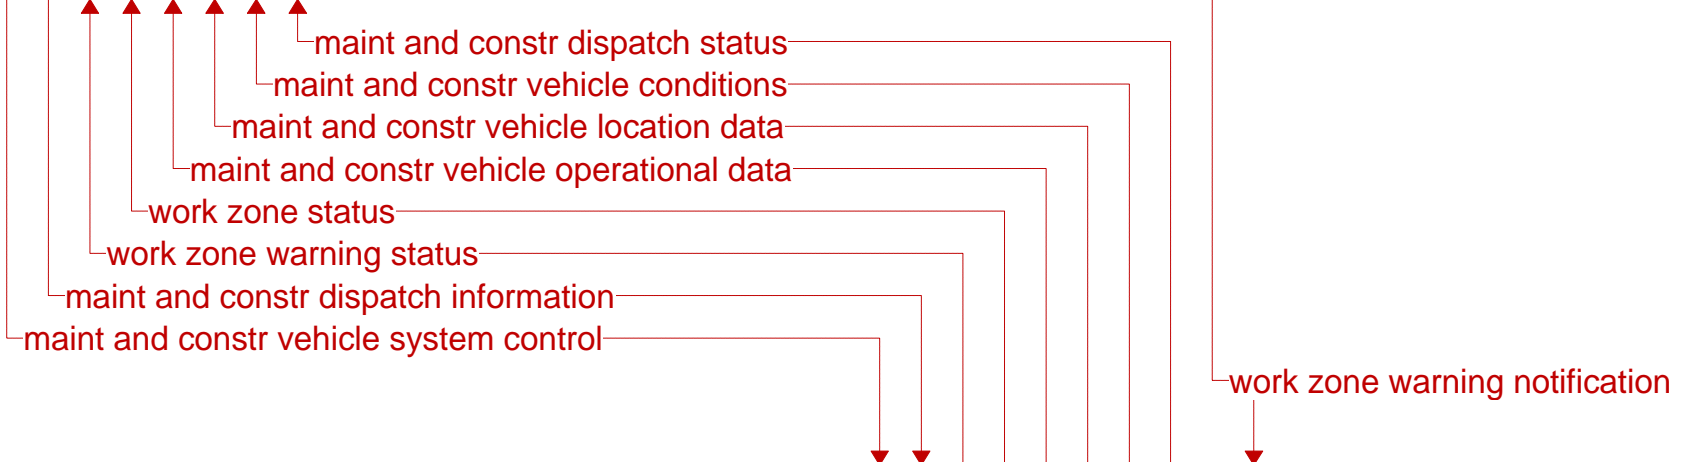 maint and constr dispatch status
maint and constr vehicle conditions
maint and constr vehicle location data
maint and constr vehicle operational data
work zone status
work zone warning status
maint and constr dispatch information
maint and constr vehicle system control
work zone warning notification